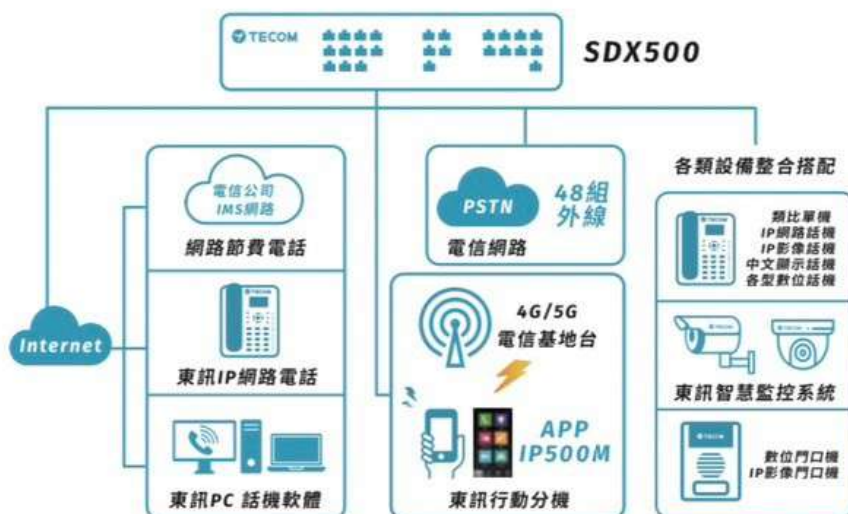 TECOM
SDX500
電信公司
IMS網路
網路節費電話
TECOM
東訊IP網路電話
東訊PC 話機軟體
Internet
PSTN
48組
外線
電信網路
4G/5G
電信基地台
APP
IP500M
東訊行動分機
各類設備整合搭配
TECOM
類比單機
IP網路話機
IP影像話機
中文顯示話機
各型數位話機
TECOM
TECOM
東訊智慧監控系統
TECOM
數位門口機
IP影像門口機